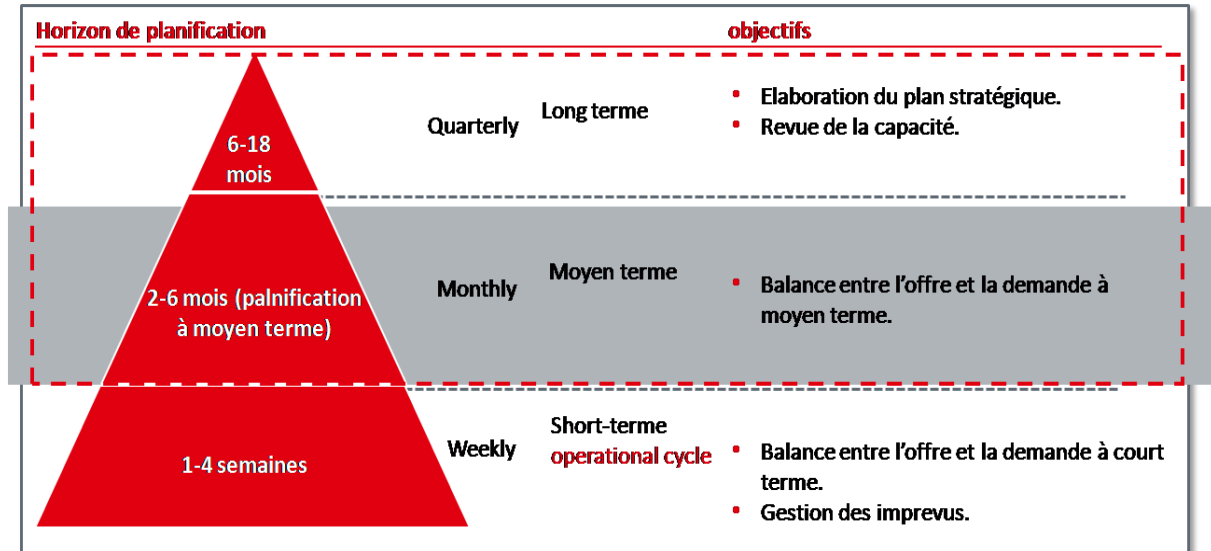 Horizon de planification objectifs
6-18
mois
Quarterly Long terme
• Elaboration du plan stratégique.
• Revue de la capacité.
2-6 mois (palnification
à moyen terme)
Monthly Moyen terme
• Balance entre l'offre et la demande à
moyen terme.
1-4 semaines
Weekly Short-terme
operational cycle
• Balance entre l'offre et la demande à court
terme.
• Gestion des imprevus.